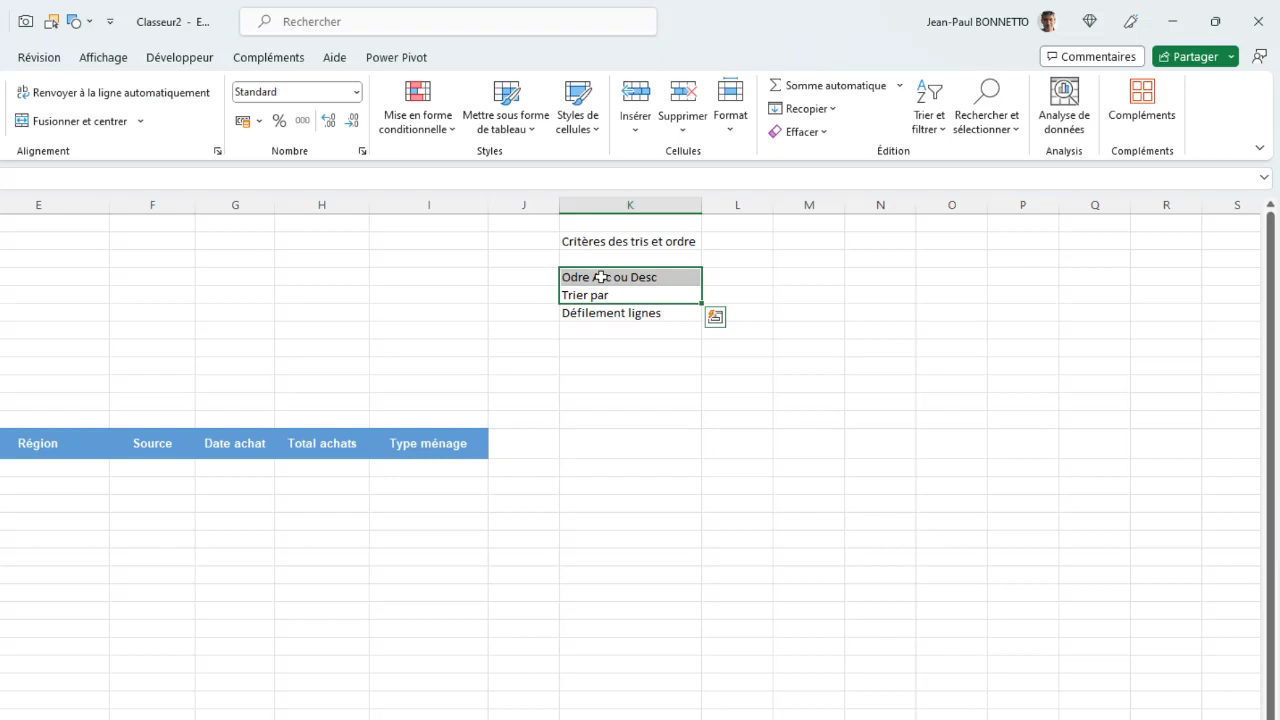 Classeur2 - E...
Rechercher
Jean-Paul BONNETTO
Révision
Affichage
Développeur
Compléments
Aide
Power Pivot
Commentaires
Partager
Renvoyer à la ligne automatiquement
Fusionner et centrer
Alignement
Standard
% 000
Nombre
Mise en forme conditionnelle
Mettre sous forme de tableau
Styles de cellules
Styles
Insérer
Supprimer
Format
Cellules
Somme automatique
Recopier
Effacer
Trier et filtrer
Rechercher et sélectionner
Édition
Analyse de données
Analysis
Compléments
Compléments
E F G H I J K L M N O P Q R S
Critères des tris et ordre
Odre Asc ou Desc
Trier par
Défilement lignes
Région Source Date achat Total achats Type ménage